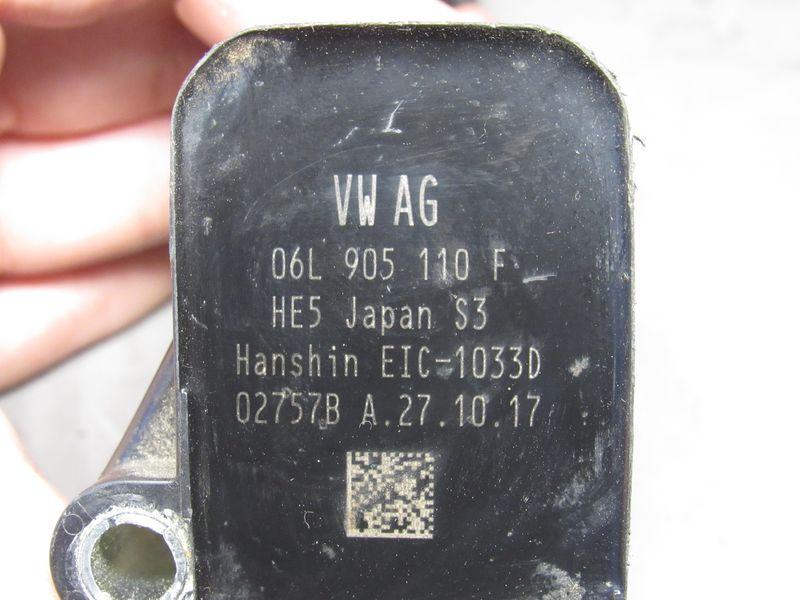 VW AG
06L 905 110 F
HE5 Japan S3
Hanshin EIC-1033D
02757B A.27.10.17